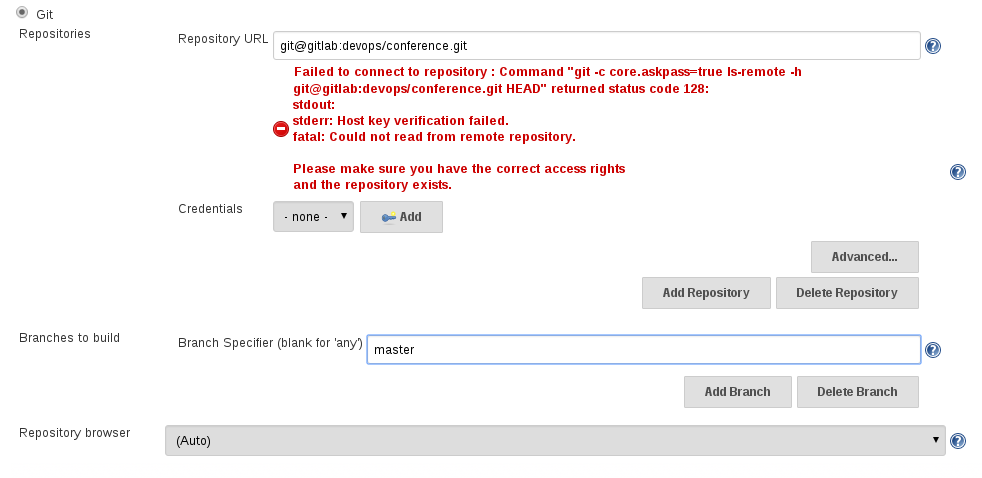 Git
Repositories
Repository URL git@gitlab:devops/conference.git
Failed to connect to repository : Command "git -c core.askpass=true ls-remote -h
git@gitlab:devops/conference.git HEAD" returned status code 128:
stdout:
stderr: Host key verification failed.
fatal: Could not read from remote repository.
Please make sure you have the correct access rights
and the repository exists.
Credentials - none - Add
Advanced...
Add Repository Delete Repository
Branches to build Branch Specifier (blank for 'any') master
Add Branch Delete Branch
Repository browser (Auto)